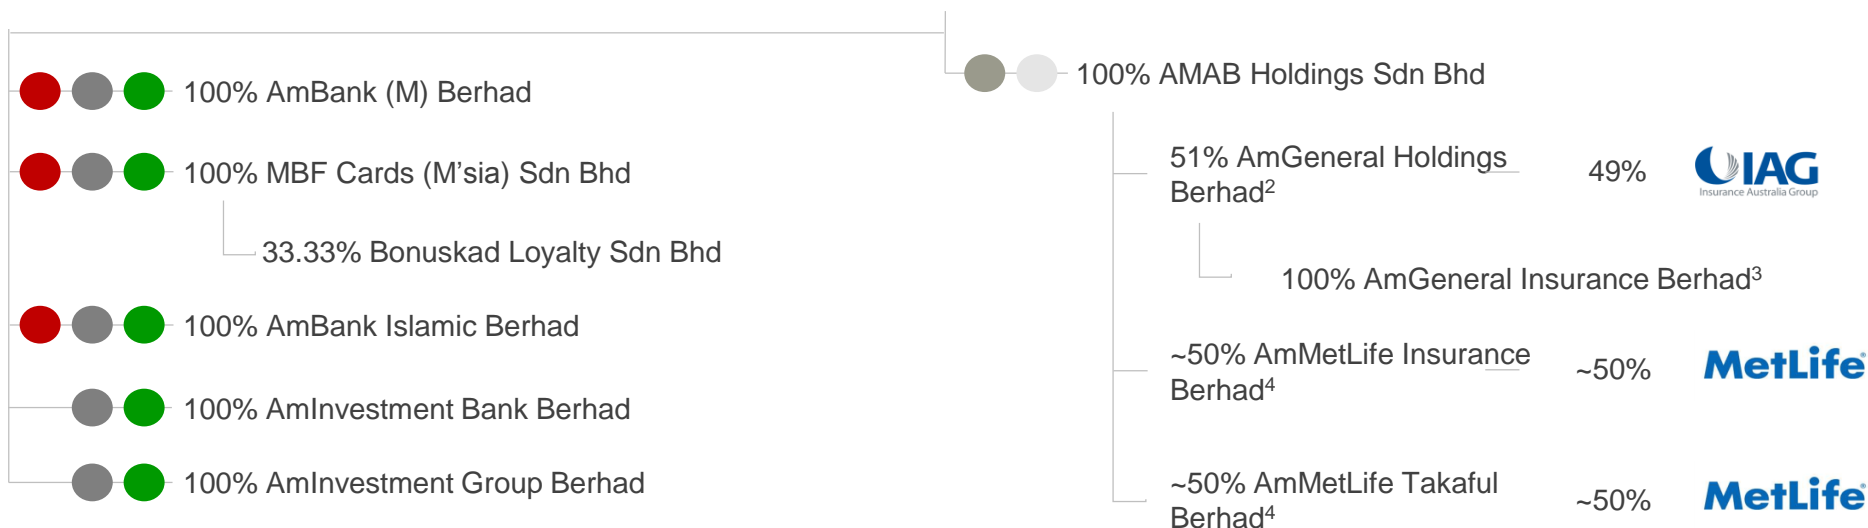 100% AmBank (M) Berhad
100% MBF Cards (M’sia) Sdn Bhd
33.33% Bonuskad Loyalty Sdn Bhd
100% AmBank Islamic Berhad
100% AmInvestment Bank Berhad
100% AmInvestment Group Berhad
100% AMAB Holdings Sdn Bhd
51% AmGeneral Holdings
Berhad²
49%
IAG
Insurance Australia Group
100% AmGeneral Insurance Berhad³
~50% AmMetLife Insurance
Berhad⁴
~50%
MetLife®
~50% AmMetLife Takaful
Berhad⁴
~50%
MetLife®